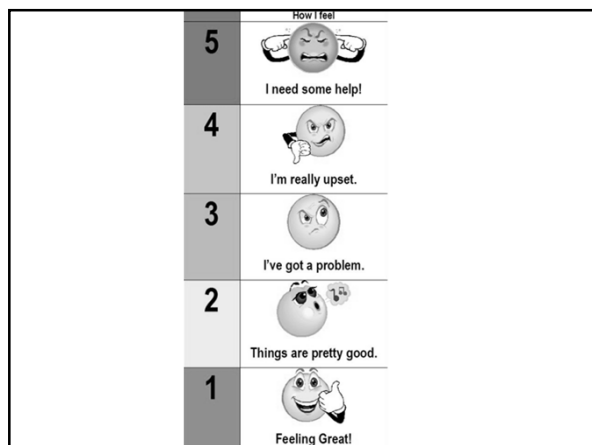 How I feel
5
I need some help!
4
I'm really upset.
3
I've got a problem.
2
Things are pretty good.
1
Feeling Great!